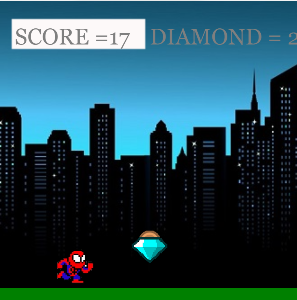 SCORE =17 DIAMOND = 2